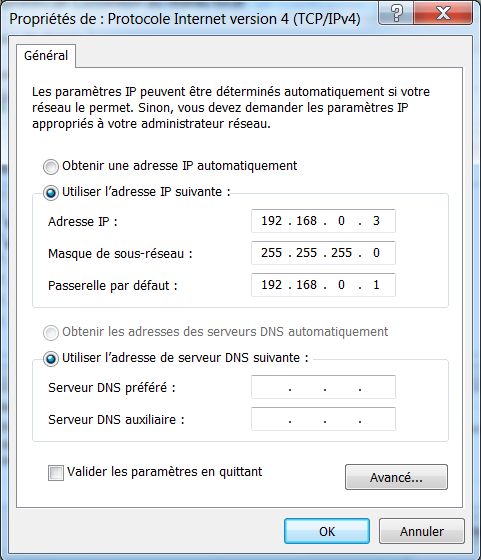 Propriétés de : Protocole Internet version 4 (TCP/IPv4)
Général
Les paramètres IP peuvent être déterminés automatiquement si votre
réseau le permet. Sinon, vous devez demander les paramètres IP
appropriés à votre administrateur réseau.
Obtenir une adresse IP automatiquement
Utiliser l'adresse IP suivante :
Adresse IP : 192 . 168 . 0 . 3
Masque de sous-réseau : 255 . 255 . 255 . 0
Passerelle par défaut : 192 . 168 . 0 . 1
Obtenir les adresses des serveurs DNS automatiquement
Utiliser l'adresse de serveur DNS suivante :
Serveur DNS préféré : . . .
Serveur DNS auxiliaire : . . .
Valider les paramètres en quittant
Avancé...
OK Annuler